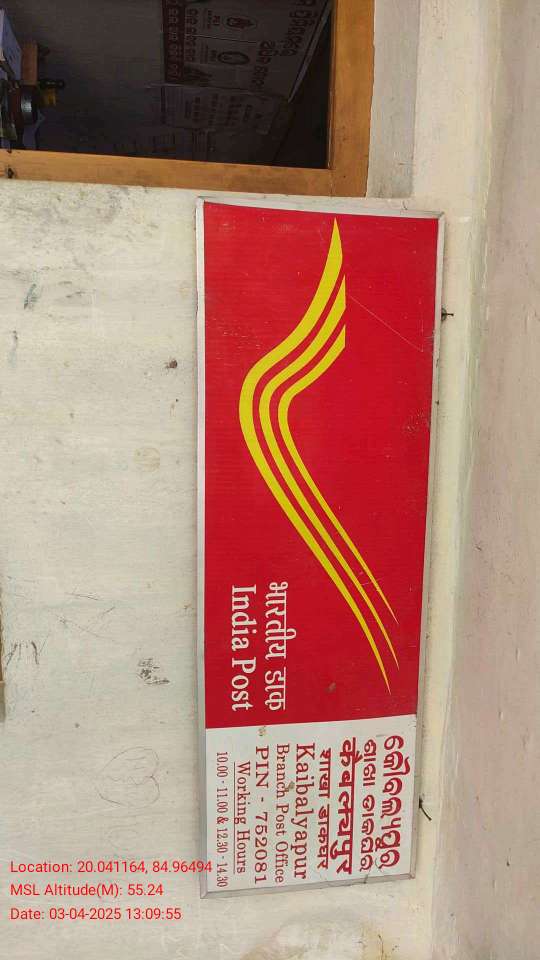 भारतीय डाक
India Post
କୈବଲ୍ୟପୁର
ଶାଖା ଡାକଘର
कैबल्यपुर
शाखा डाकघर
Kaibalyapur
Branch Post Office
PIN - 752081
Working Hours
10.00 - 11.00 & 12.30 - 14.30
Location: 20.041164, 84.96494
MSL Altitude(M): 55.24
Date: 03-04-2025 13:09:55